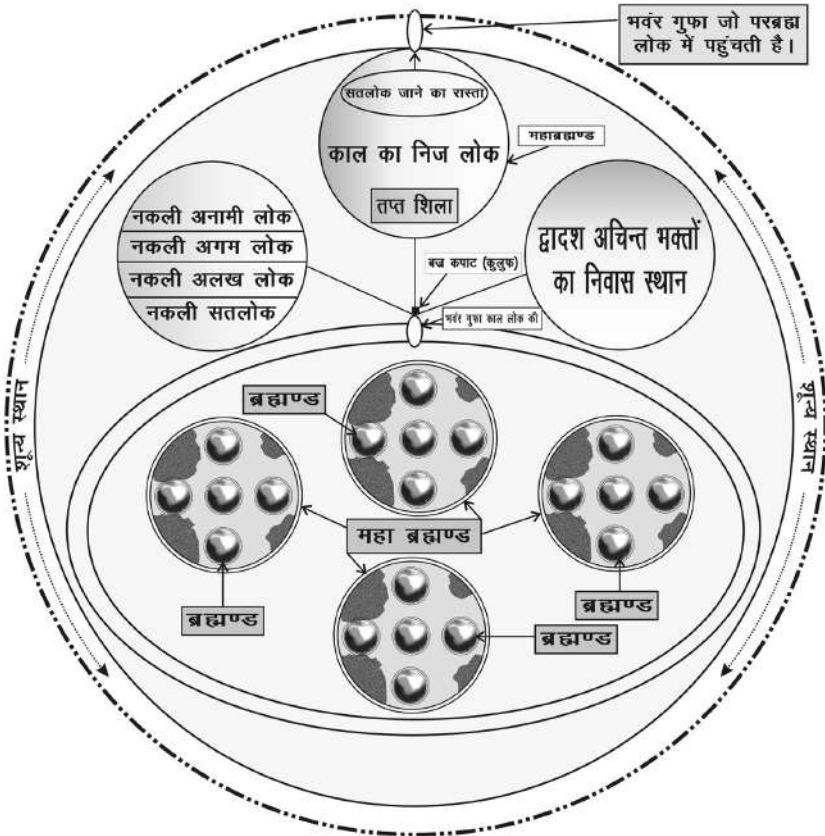 भवंर गुफा जो परब्रह्म
लोक में पहुंचती है।
सतलोक जाने का रास्ता
काल का निज लोक
महाब्रह्मण्ड
तप्त शिला
नकली अनामी लोक
नकली अगम लोक
नकली अलख लोक
नकली सतलोक
द्वादश अचिन्त भक्तों
का निवास स्थान
बज्र कपाट (कुलुफ)
भवंर गुफा काल लोक की
शून्य स्थान
शून्य स्थान
ब्रह्मण्ड
महा ब्रह्मण्ड
ब्रह्मण्ड
ब्रह्मण्ड
ब्रह्मण्ड